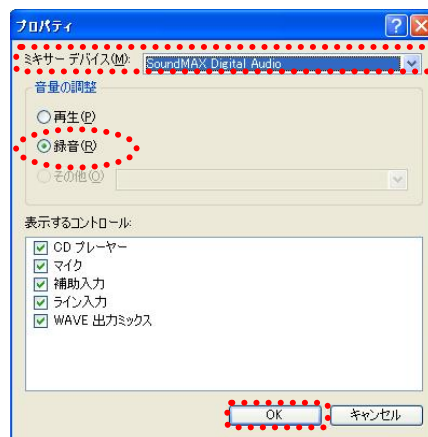 プロパティ
ミキサー デバイス(M): SoundMAX Digital Audio
音量の調整
再生(P)
録音(R)
その他(O)
表示するコントロール:
CD プレーヤー
マイク
補助入力
ライン入力
WAVE 出力ミックス
OK キャンセル